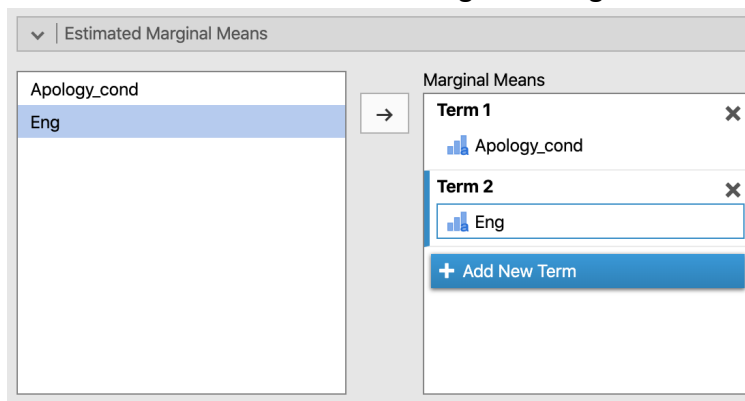 Estimated Marginal Means
Apology_cond
Eng
Marginal Means
Term 1
Apology_cond
Term 2
Eng
+ Add New Term